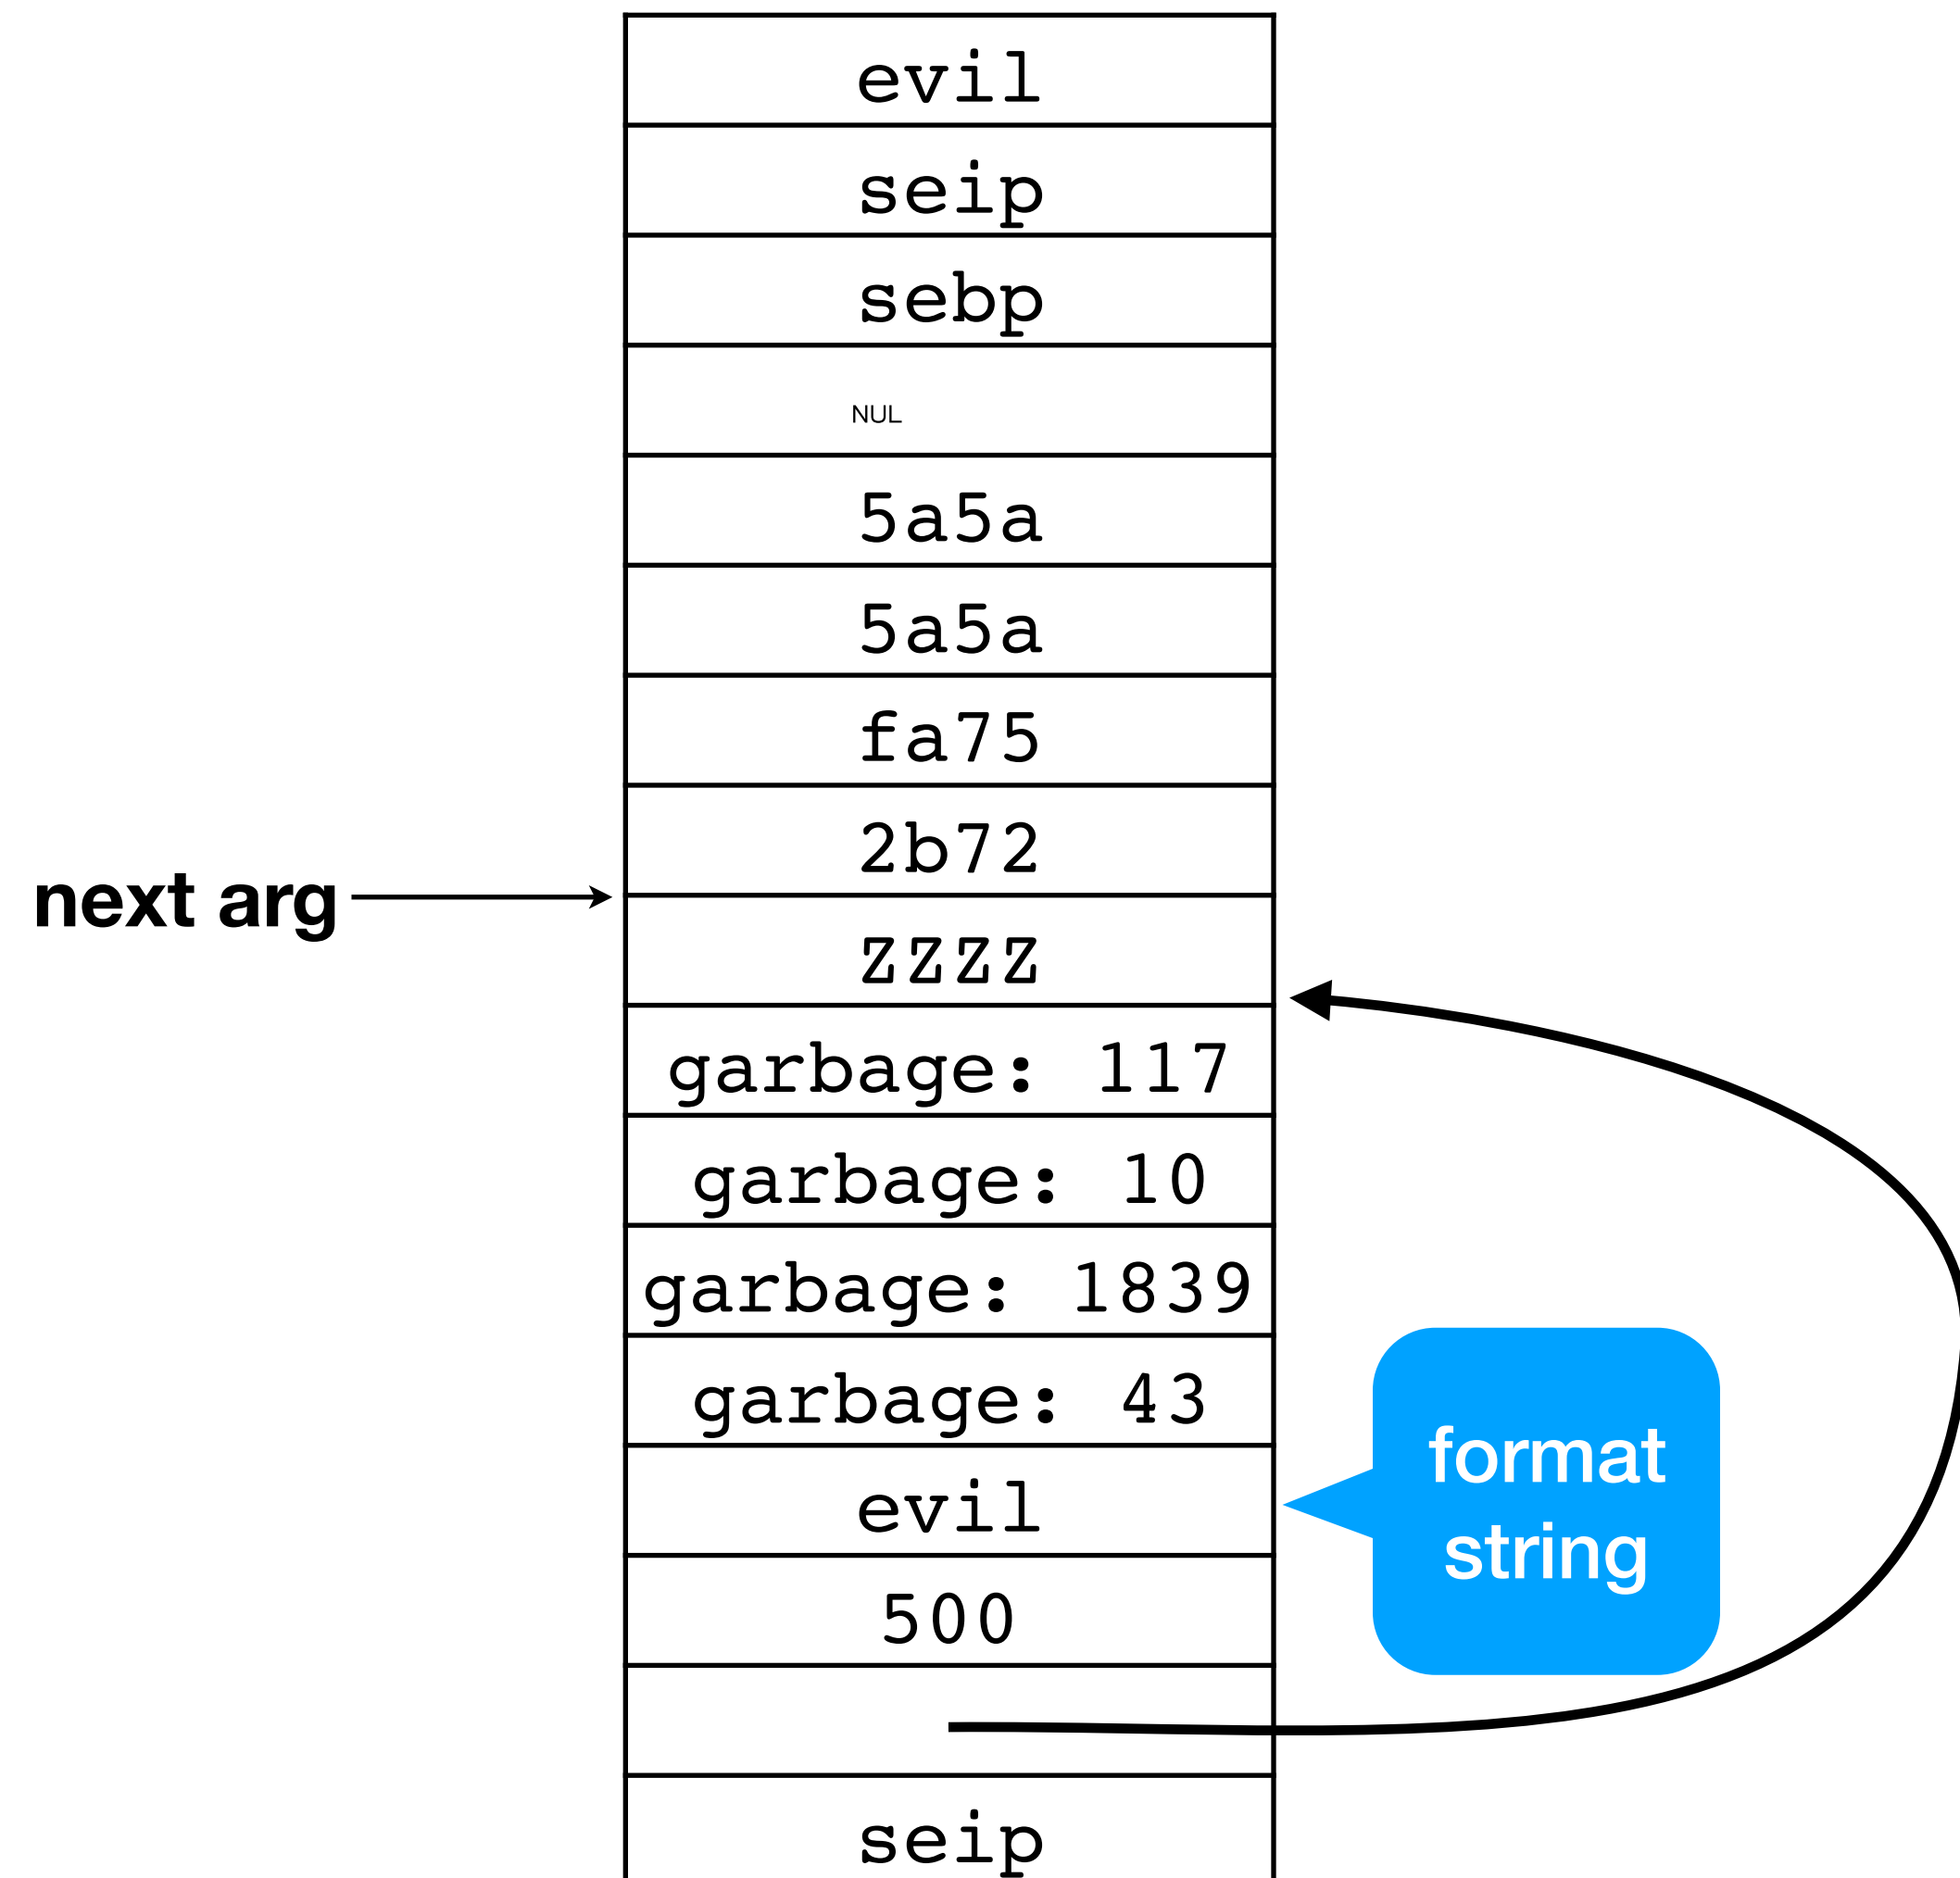 evil
seip
sebp
NUL
5a5a
5a5a
fa75
2b72
next arg
zzzz
garbage: 117
garbage: 10
garbage: 1839
garbage: 43
evil
format
string
500
seip